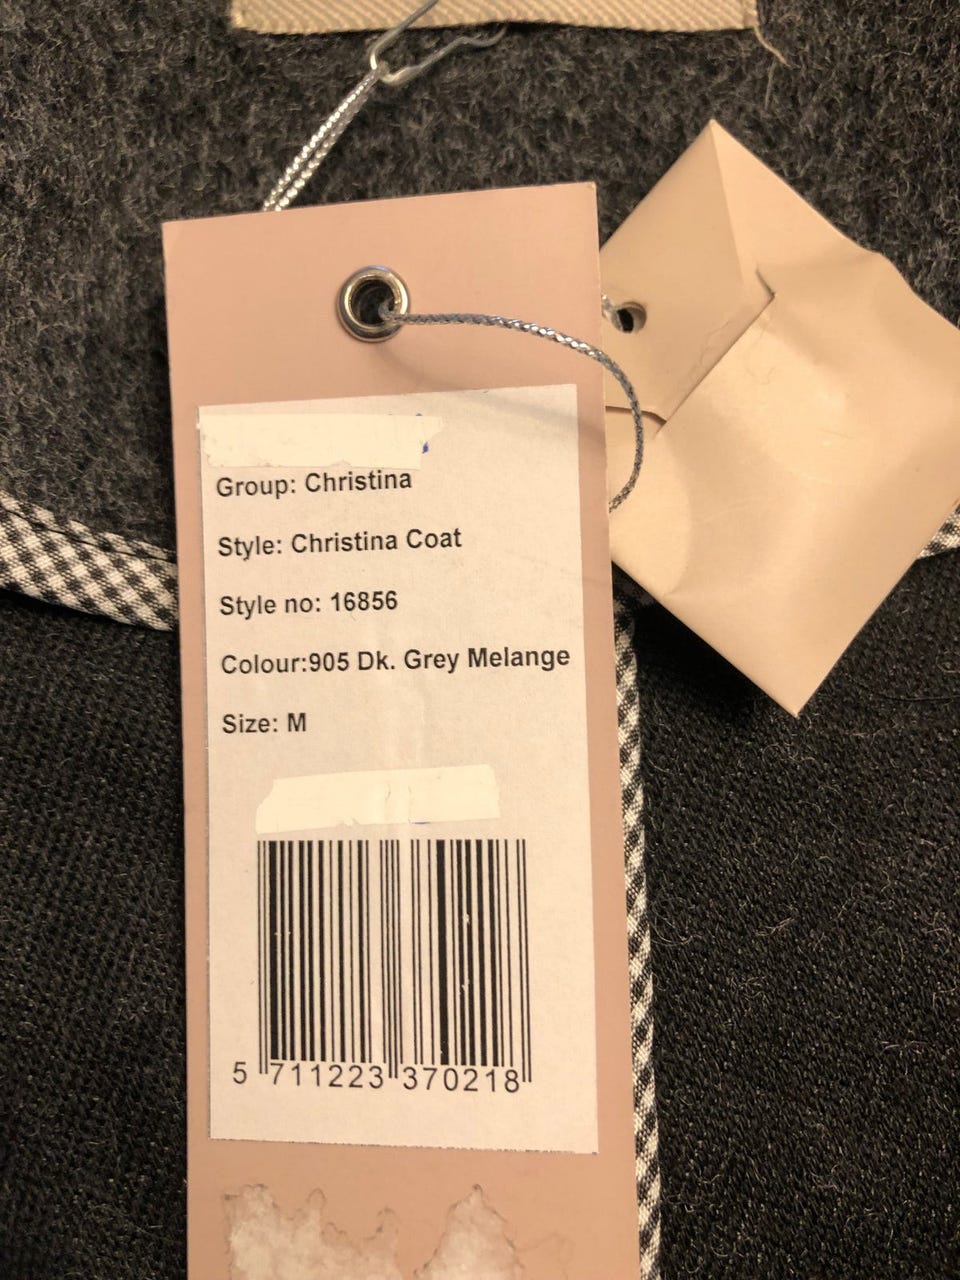 Group: Christina
Style: Christina Coat
Style no: 16856
Colour:905 Dk. Grey Melange
Size: M
5 711223 370218